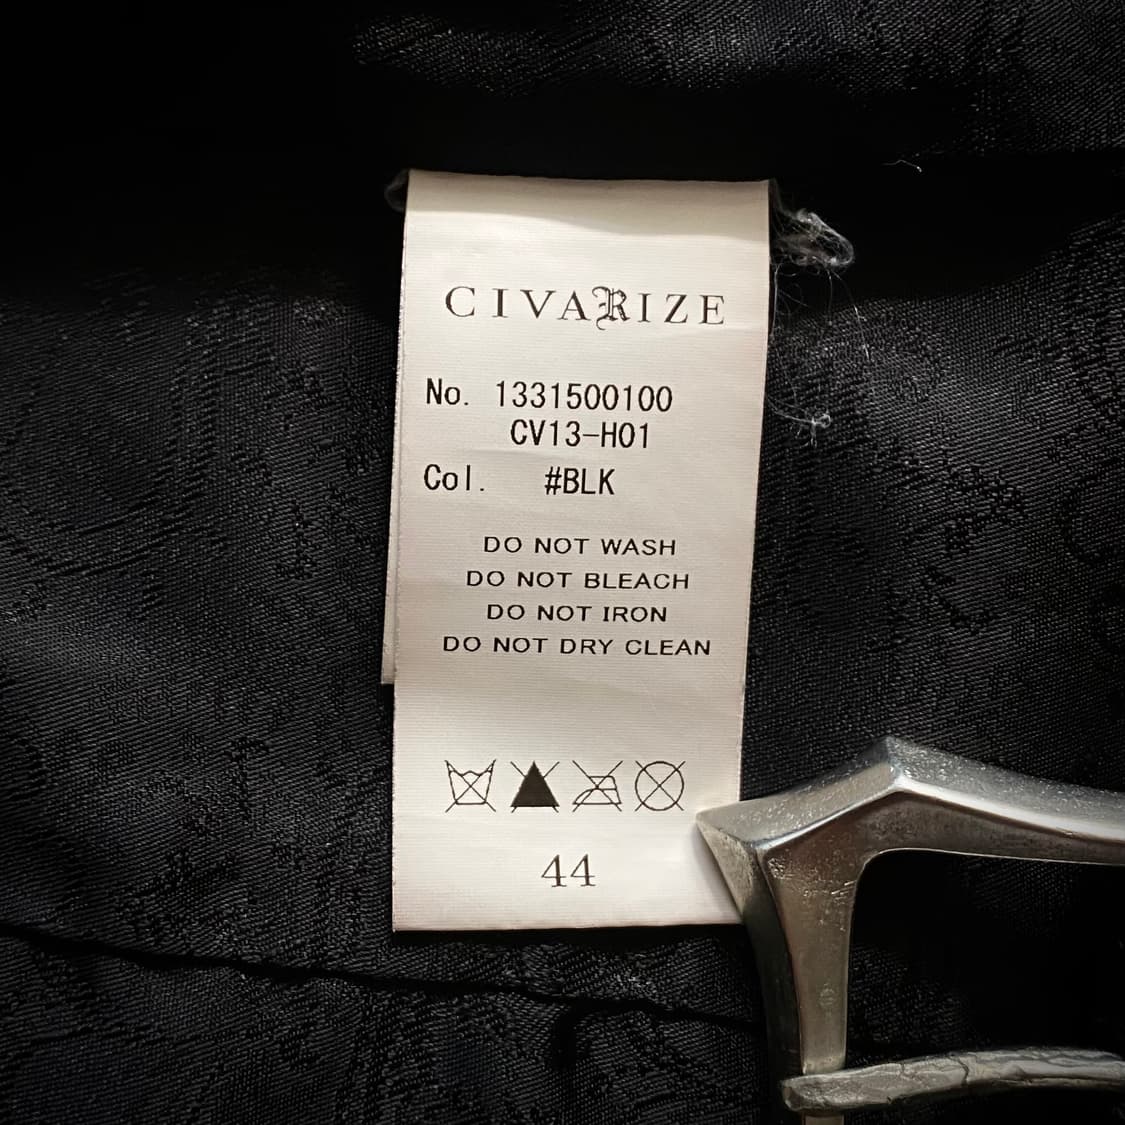 CIVARIZE
No. 1331500100
CV13-H01
Col. #BLK
DO NOT WASH
DO NOT BLEACH
DO NOT IRON
DO NOT DRY CLEAN
44